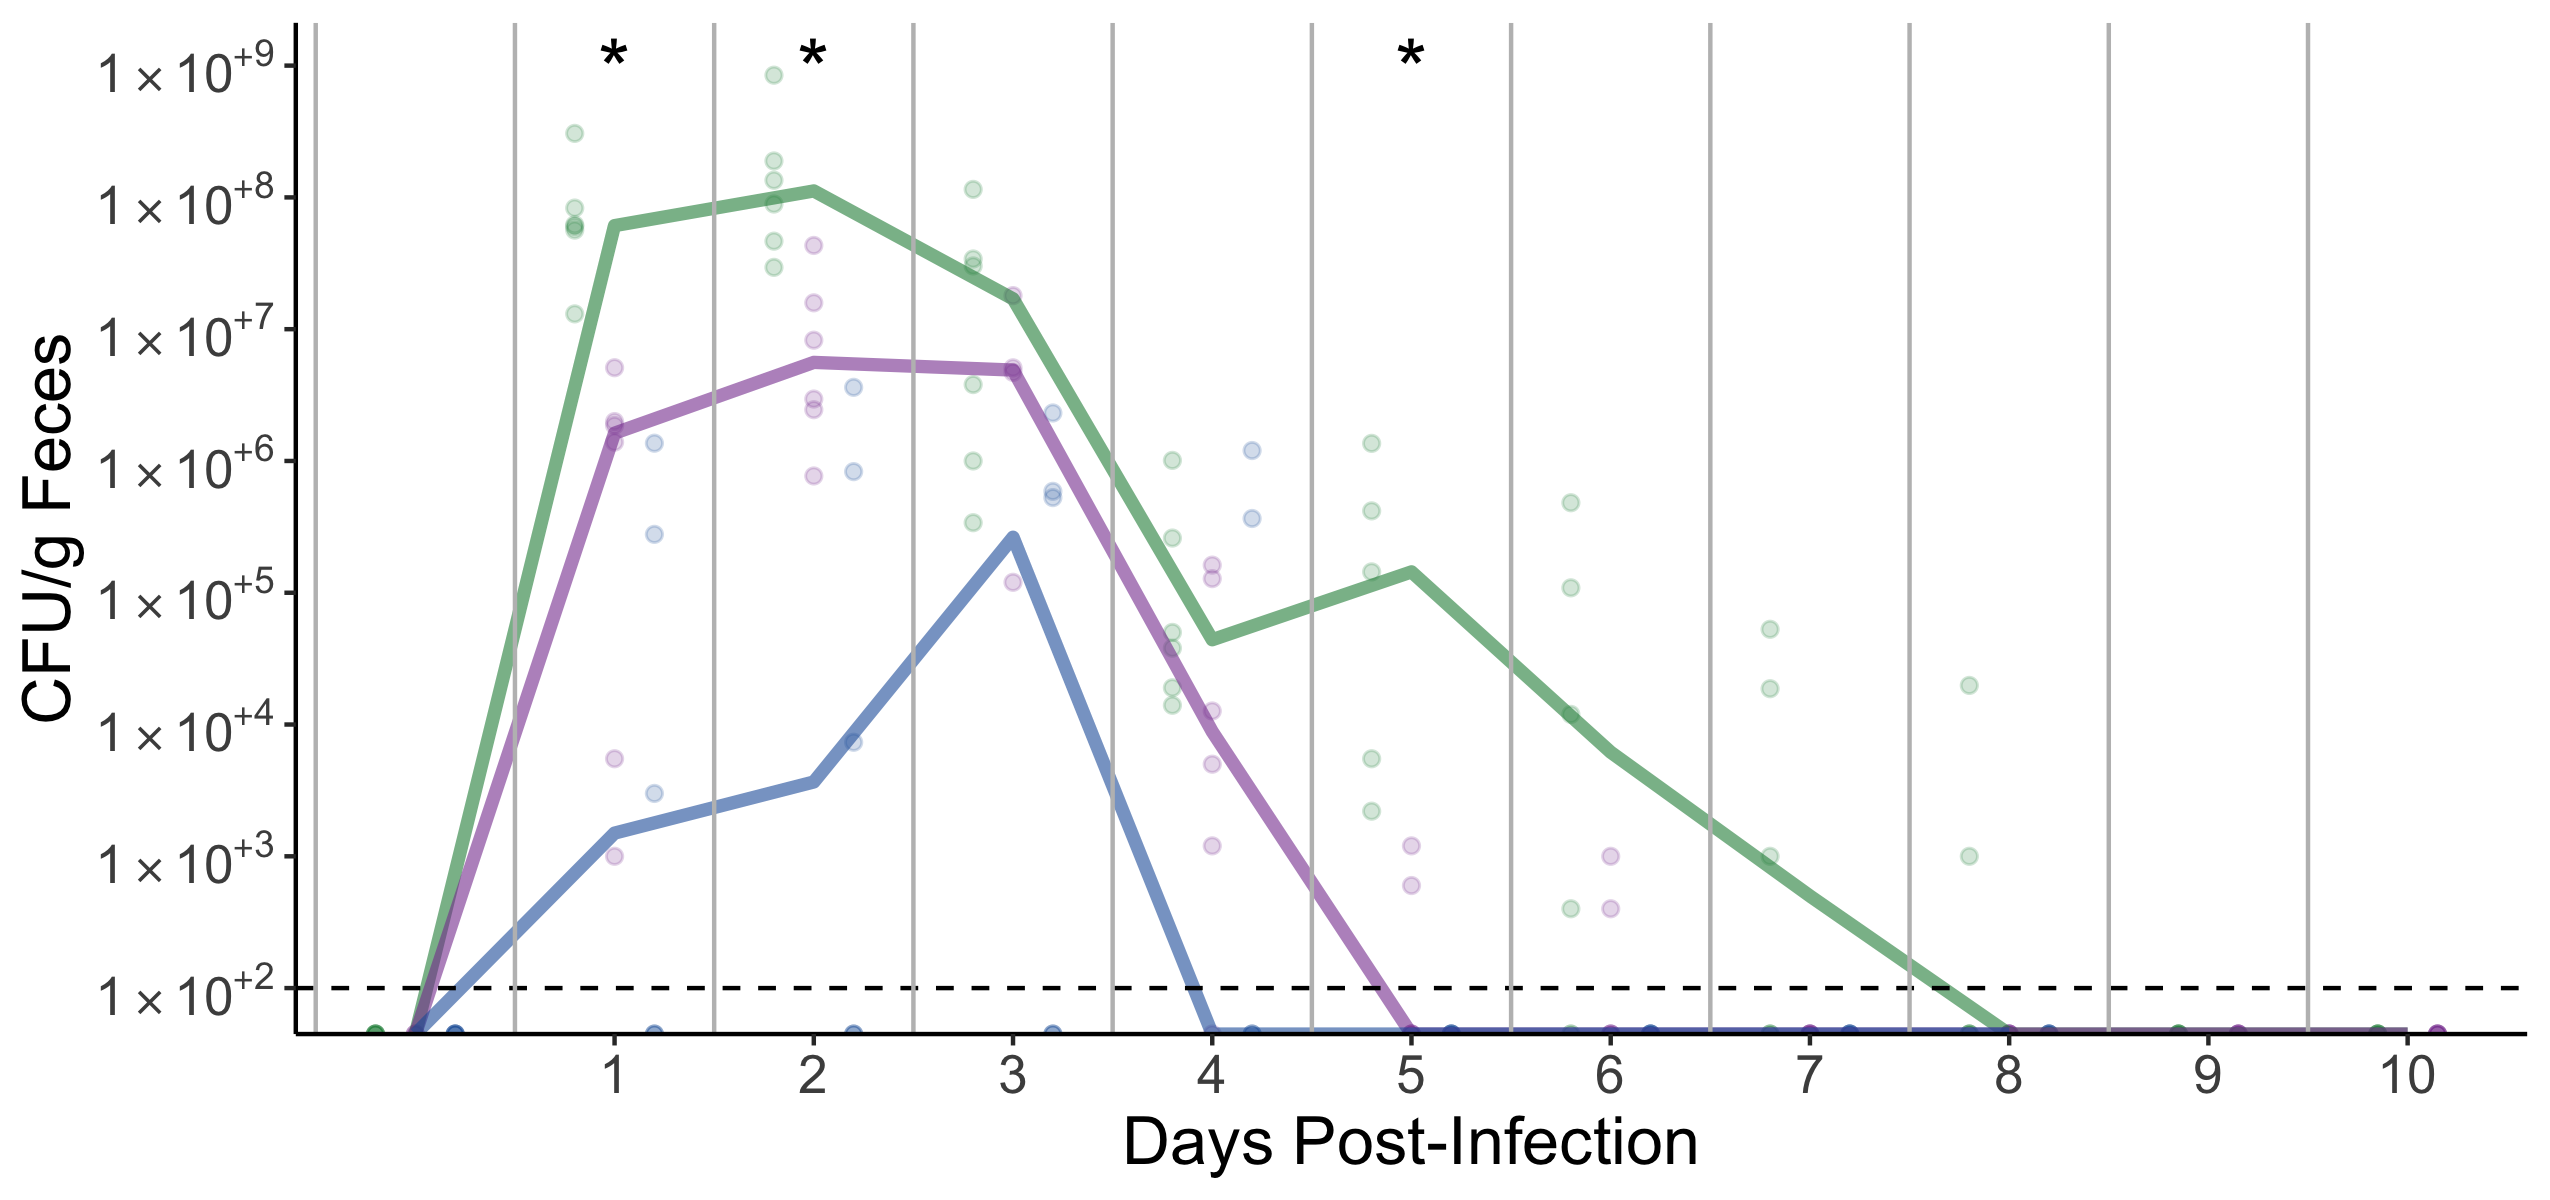 * * *
1 × 10+9
1 × 10+8
1 × 10+7
1 × 10+6
1 × 10+5
1 × 10+4
1 × 10+3
1 × 10+2
CFU/g Feces
1 2 3 4 5 6 7 8 9 10
Days Post-Infection